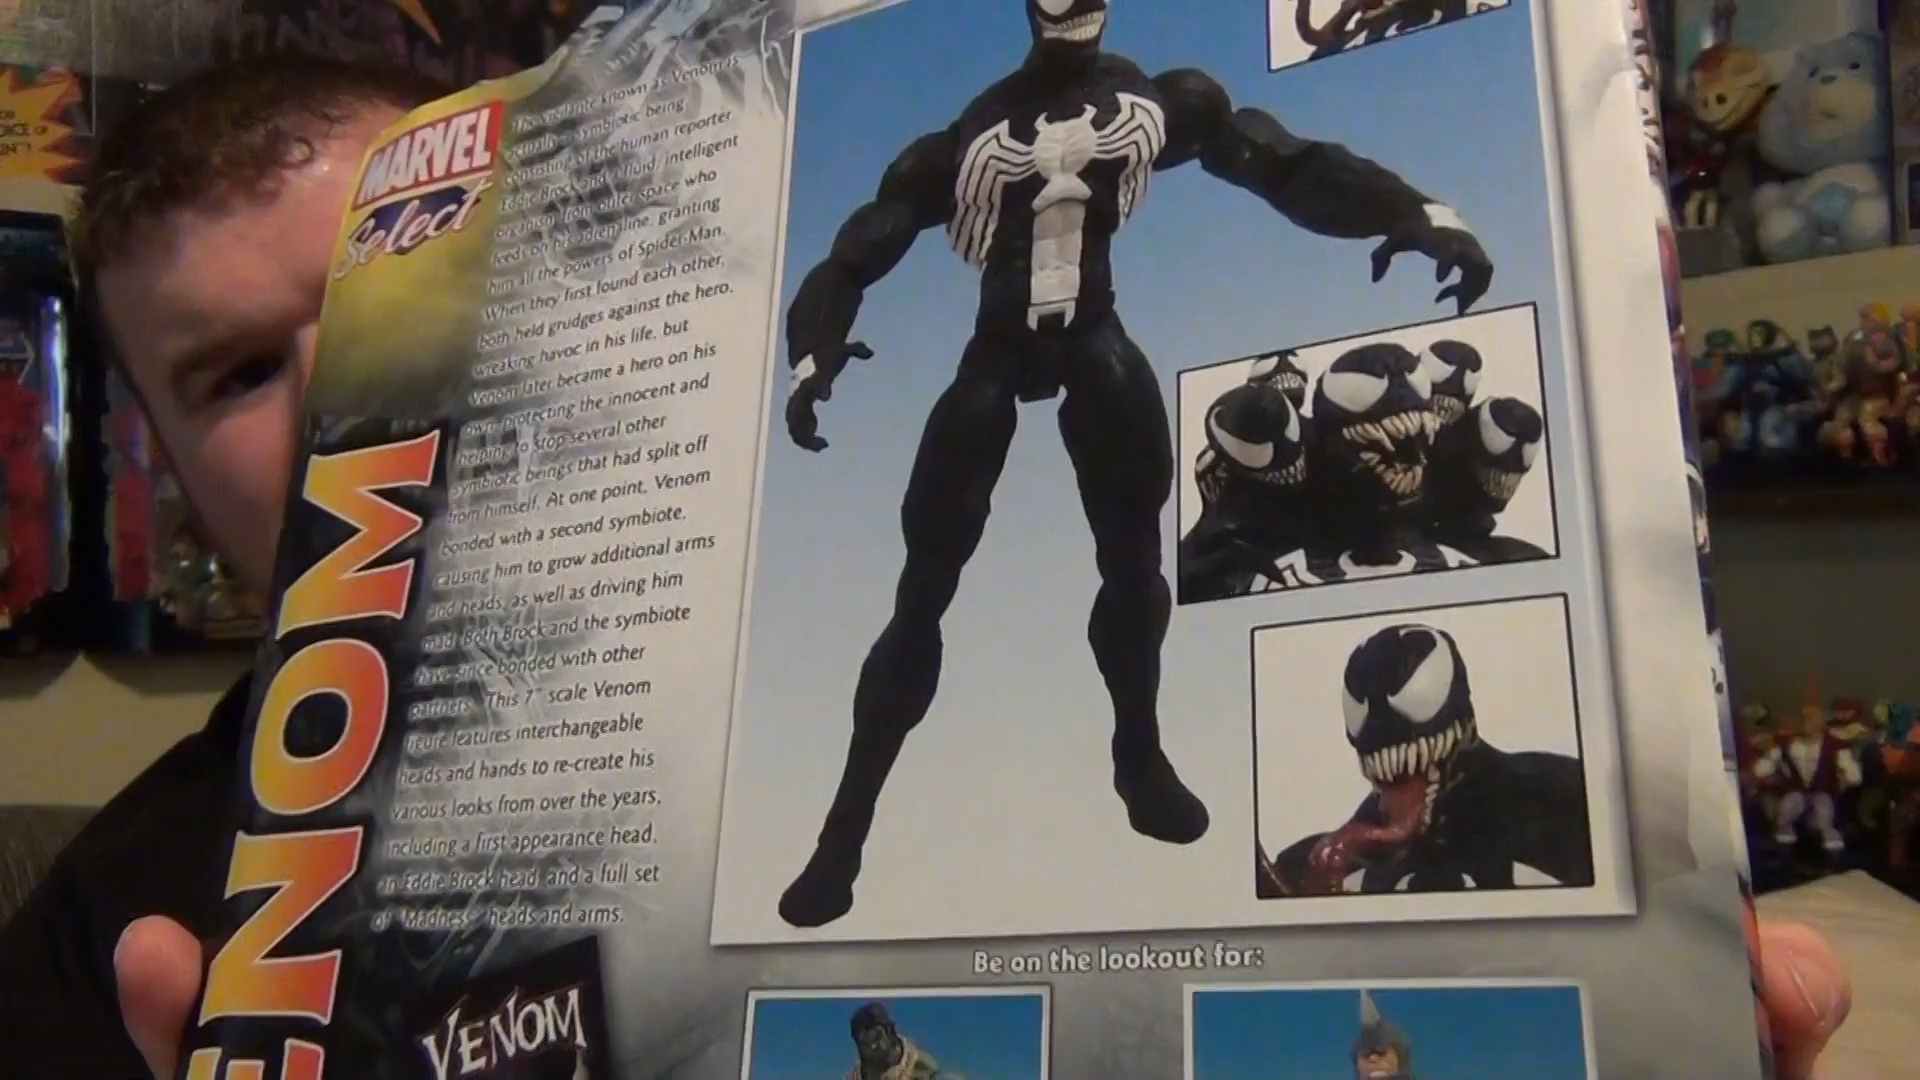 MARVEL
Select
The vigilante known as Venom is
actually a symbiotic being
consisting of the human reporter
Eddie Brock and a fluid, intelligent
organism from outer space who
feeds on his adrenaline, granting
him all the powers of Spider-Man.
When they first found each other,
both held grudges against the hero,
wreaking havoc in his life, but
Venom later became a hero on his
own, protecting the innocent and
helping to stop several other
symbiotic beings that had split off
from himself. At one point, Venom
bonded with a second symbiote,
causing him to grow additional arms
and heads, as well as driving him
mad. Both Brock and the symbiote
have since bonded with other
partners. This 7" scale Venom
figure features interchangeable
heads and hands to re-create his
various looks from over the years,
including a first appearance head,
an Eddie Brock head, and a full set
of "Madness" heads and arms.
ENOM
VENOM
Be on the lookout for: